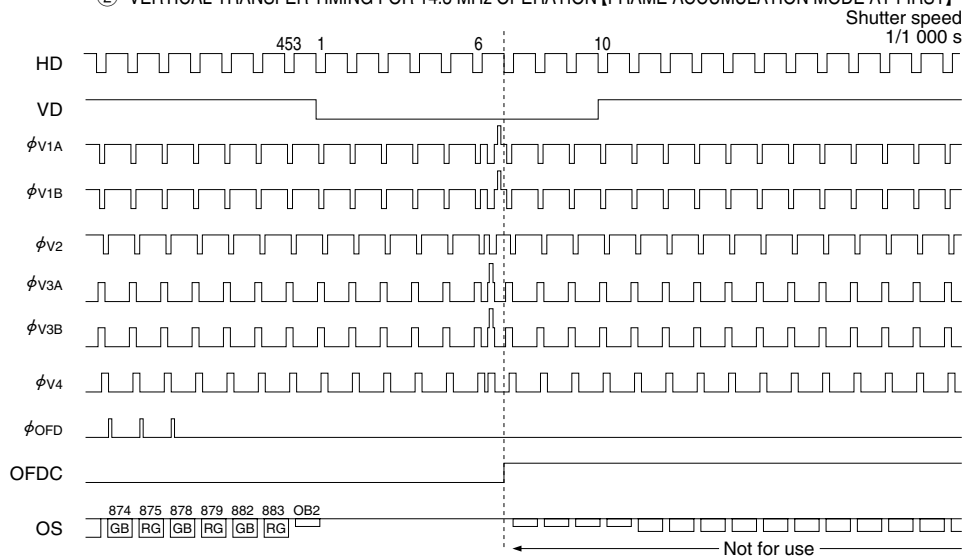 ② VERTICAL TRANSFER TIMING FOR 14.3 MHz OPERATION【FRAME ACCUMULATION MODE AT FIRST】
Shutter speed
1/1 000 s
453 1 6 10
HD
VD
ϕV1A
ϕV1B
ϕV2
ϕV3A
ϕV3B
ϕV4
ϕOFD
OFDC
874 875 878 879 882 883 OB2
OS GB RG GB RG GB RG
Not for use